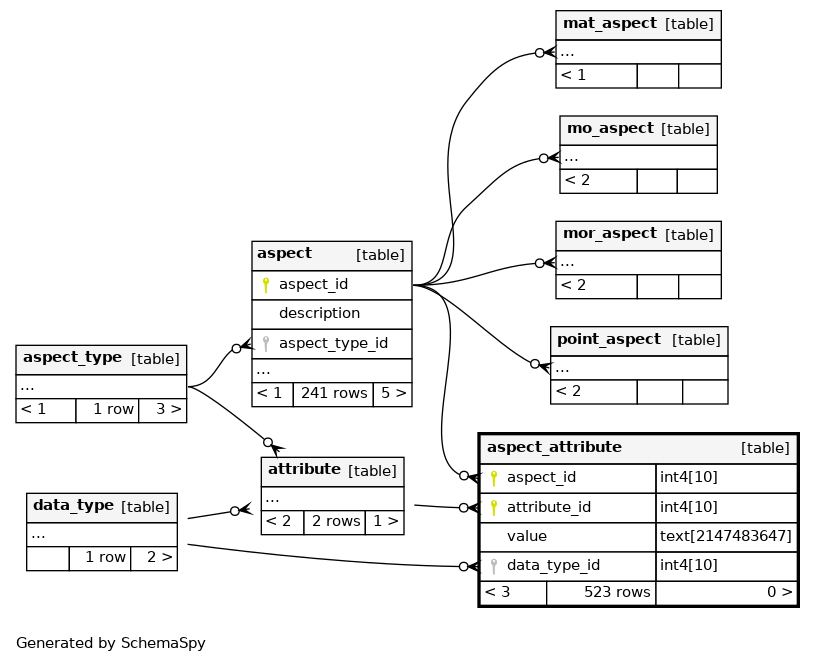 mat_aspect [table]
...
< 1
mo_aspect [table]
...
< 2
mor_aspect [table]
...
< 2
aspect [table]
aspect_id
description
aspect_type_id
...
< 1 241 rows 5 >
point_aspect [table]
...
< 2
aspect_type [table]
...
< 1 1 row 3 >
aspect_attribute [table]
aspect_id int4[10]
attribute_id int4[10]
value text[2147483647]
data_type_id int4[10]
< 3 523 rows 0 >
attribute [table]
...
< 2 2 rows 1 >
data_type [table]
...
1 row 2 >
Generated by SchemaSpy